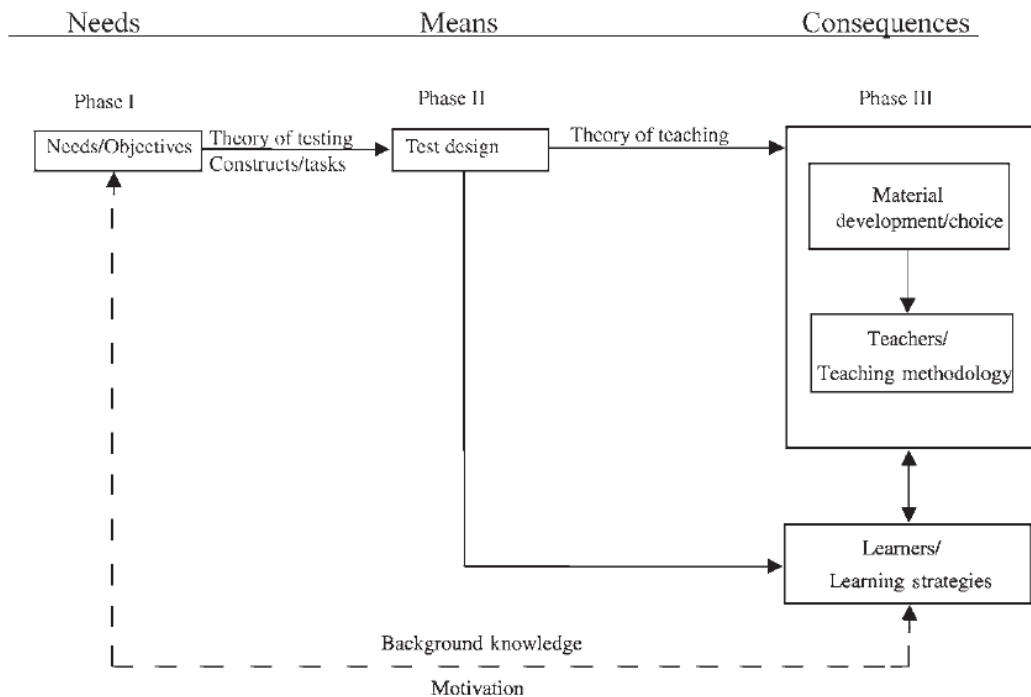 Needs Means Consequences
Phase I Phase II Phase III
Needs/Objectives Theory of testing Test design Theory of teaching
Constructs/tasks
Material
development/choice
Teachers/
Teaching methodology
Learners/
Learning strategies
Background knowledge
Motivation